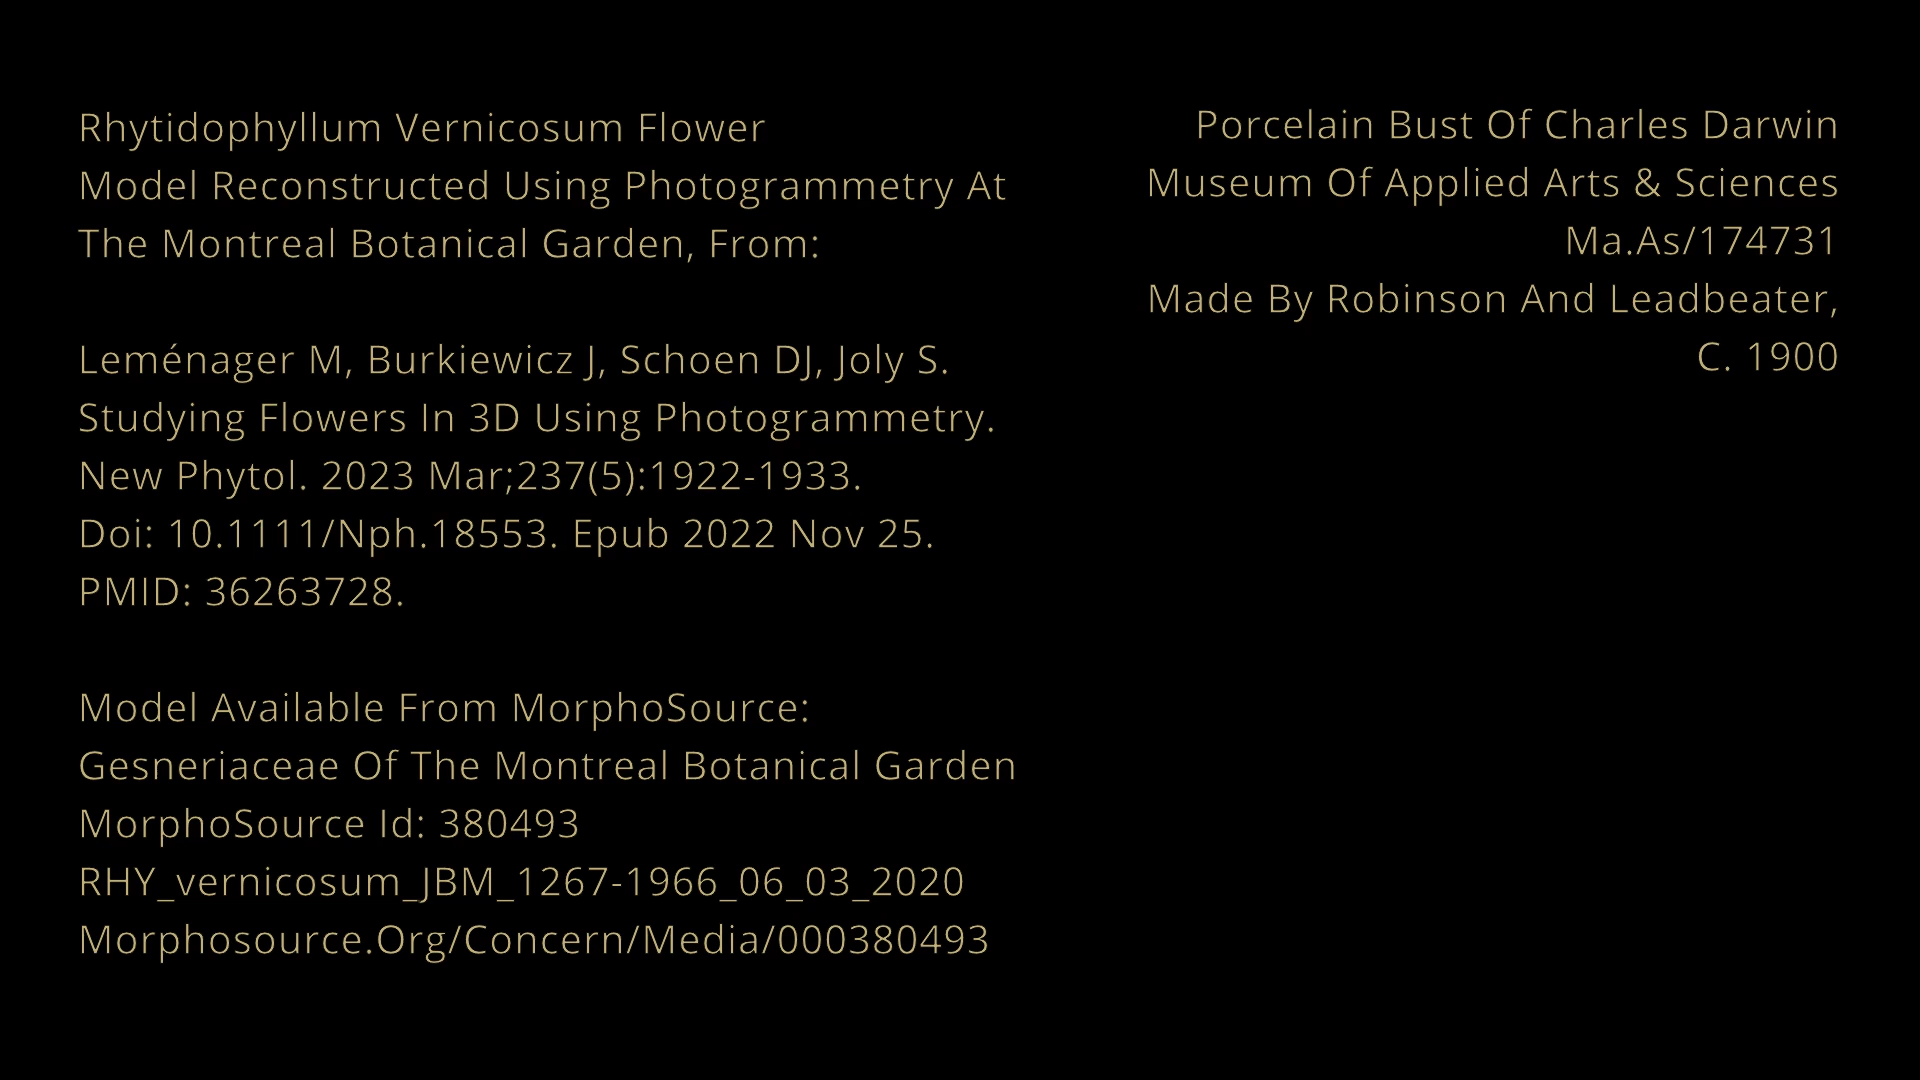 Rhytidophyllum Vernicosum Flower
Model Reconstructed Using Photogrammetry At
The Montreal Botanical Garden, From:
Leménager M, Burkiewicz J, Schoen DJ, Joly S.
Studying Flowers In 3D Using Photogrammetry.
New Phytol. 2023 Mar;237(5):1922-1933.
Doi: 10.1111/Nph.18553. Epub 2022 Nov 25.
PMID: 36263728.
Model Available From MorphoSource:
Gesneriaceae Of The Montreal Botanical Garden
MorphoSource Id: 380493
RHY_vernicosum_JBM_1267-1966_06_03_2020
Morphosource.Org/Concern/Media/000380493
Porcelain Bust Of Charles Darwin
Museum Of Applied Arts & Sciences
Ma.As/174731
Made By Robinson And Leadbeater,
C. 1900